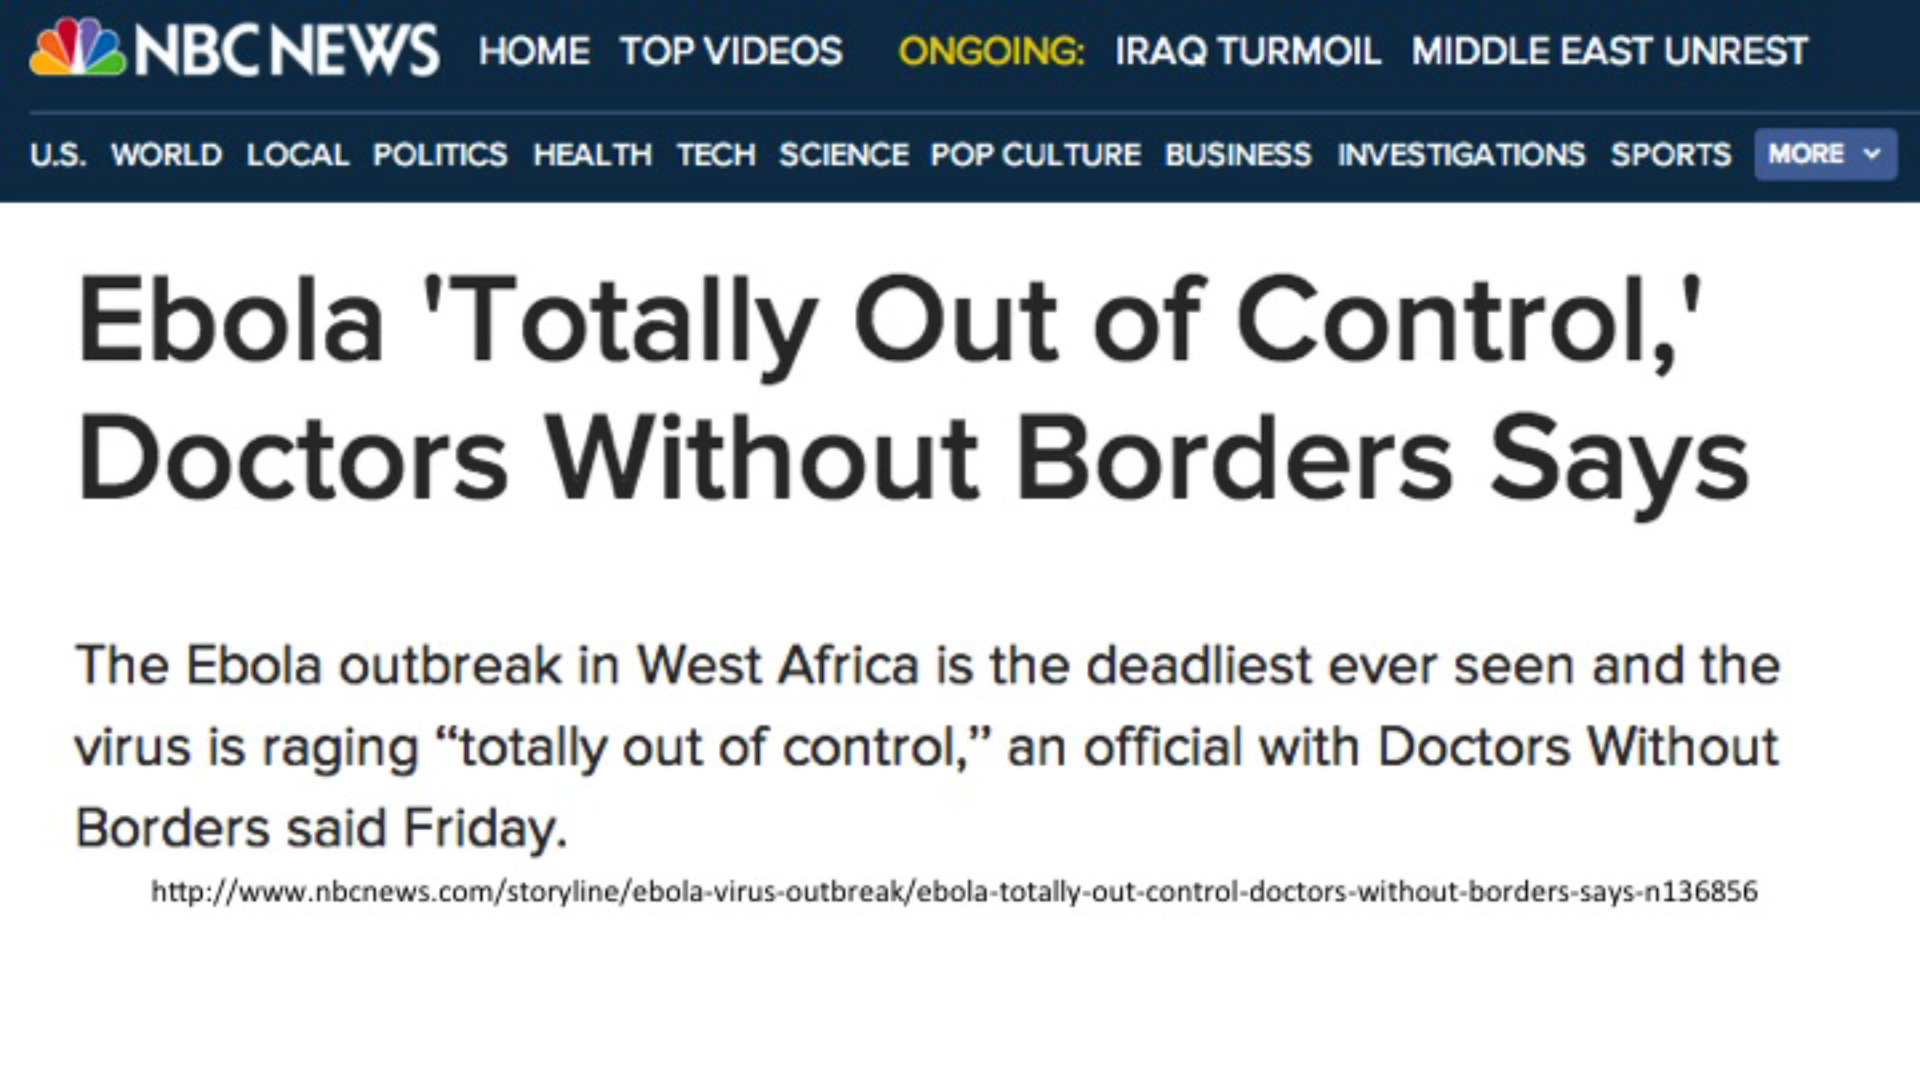 NBC NEWS HOME TOP VIDEOS ONGOING: IRAQ TURMOIL MIDDLE EAST UNREST
U.S. WORLD LOCAL POLITICS HEALTH TECH SCIENCE POP CULTURE BUSINESS INVESTIGATIONS SPORTS MORE
Ebola 'Totally Out of Control,'
Doctors Without Borders Says
The Ebola outbreak in West Africa is the deadliest ever seen and the
virus is raging “totally out of control,” an official with Doctors Without
Borders said Friday.
http://www.nbcnews.com/storyline/ebola-virus-outbreak/ebola-totally-out-control-doctors-without-borders-says-n136856